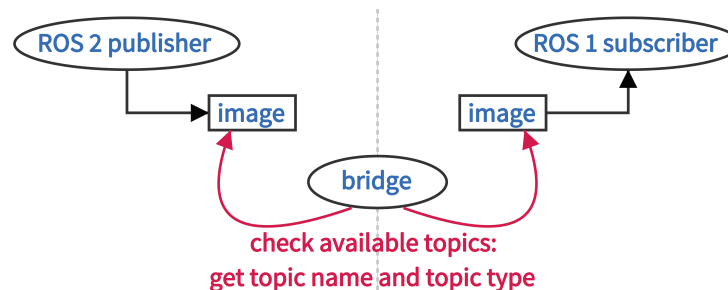 ROS 2 publisher
ROS 1 subscriber
image
image
bridge
check available topics:
get topic name and topic type